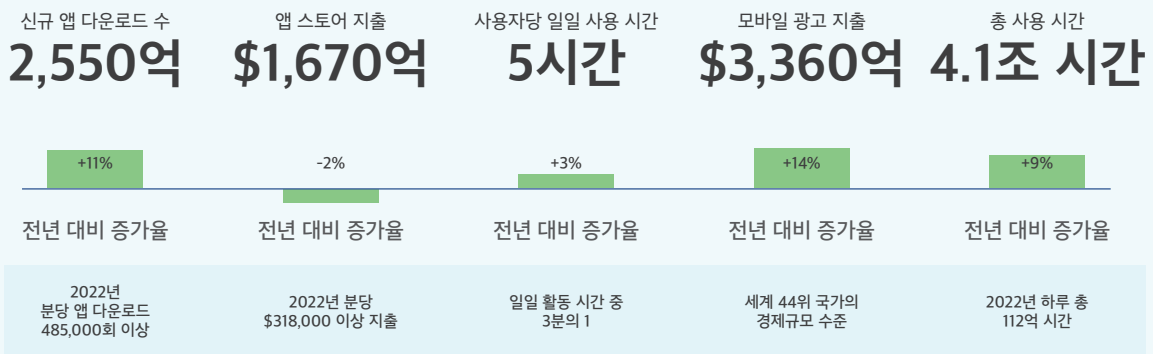 신규 앱 다운로드 수
2,550억
앱 스토어 지출
$1,670억
사용자당 일일 사용 시간
5시간
모바일 광고 지출
$3,360억
총 사용 시간
4.1조 시간
+11%
-2%
+3%
+14%
+9%
전년 대비 증가율
전년 대비 증가율
전년 대비 증가율
전년 대비 증가율
전년 대비 증가율
2022년
분당 앱 다운로드
485,000회 이상
2022년 분당
$318,000 이상 지출
일일 활동 시간 중
3분의 1
세계 44위 국가의
경제규모 수준
2022년 하루 총
112억 시간